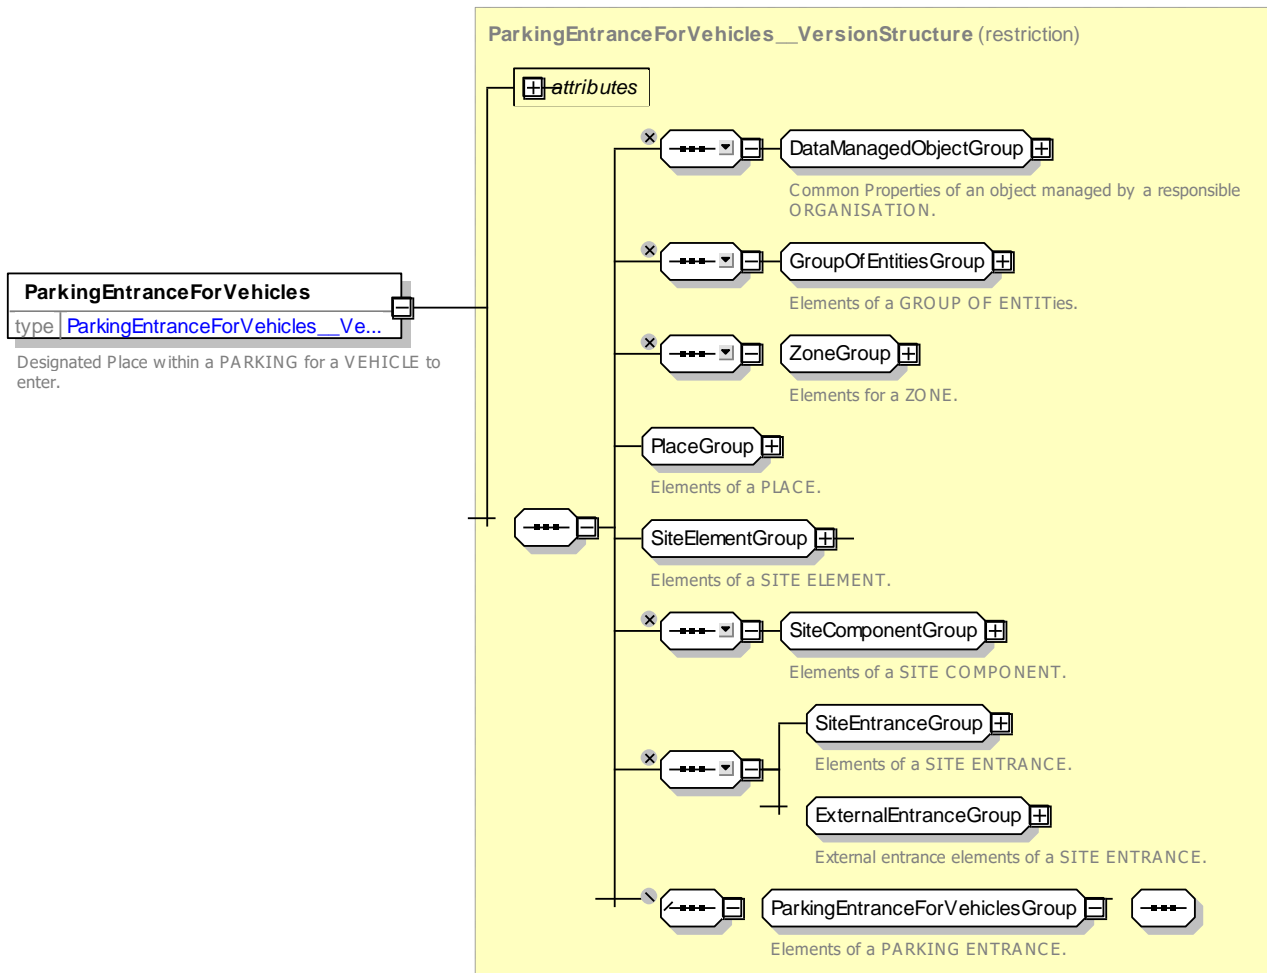 ParkingEntranceForVehicles__VersionStructure (restriction)
attributes
DataManagedObjectGroup
Common Properties of an object managed by a responsible
ORGANISATION.
GroupOfEntitiesGroup
Elements of a GROUP OF ENTITies.
ParkingEntranceForVehicles
type ParkingEntranceForVehicles__Ve...
Designated Place within a PARKING for a VEHICLE to
enter.
ZoneGroup
Elements for a ZONE.
PlaceGroup
Elements of a PLACE.
SiteElementGroup
Elements of a SITE ELEMENT.
SiteComponentGroup
Elements of a SITE COMPONENT.
SiteEntranceGroup
Elements of a SITE ENTRANCE.
ExternalEntranceGroup
External entrance elements of a SITE ENTRANCE.
ParkingEntranceForVehiclesGroup
Elements of a PARKING ENTRANCE.